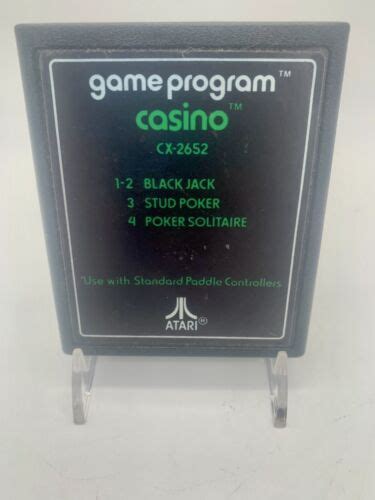 game program™
casino™
CX-2652
1-2 BLACK JACK
3 STUD POKER
4 POKER SOLITAIRE
Use with Standard Paddle Controllers
ATARI®